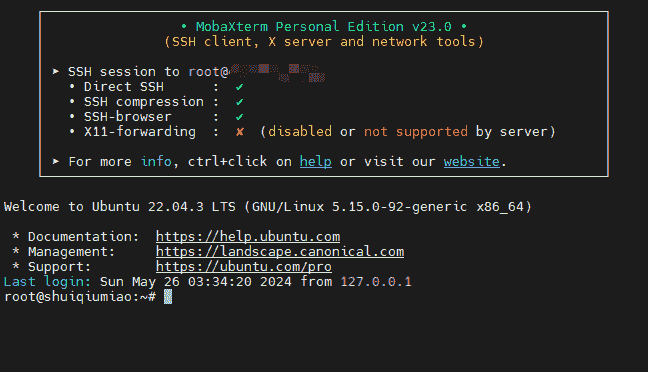 • MobaXterm Personal Edition v23.0 •
(SSH client, X server and network tools)
➤ SSH session to root@
• Direct SSH : ✔
• SSH compression : ✔
• SSH-browser : ✔
• X11-forwarding : ✘ (disabled or not supported by server)
➤ For more info, ctrl+click on help or visit our website.
Welcome to Ubuntu 22.04.3 LTS (GNU/Linux 5.15.0-92-generic x86_64)
* Documentation: https://help.ubuntu.com
* Management: https://landscape.canonical.com
* Support: https://ubuntu.com/pro
Last login: Sun May 26 03:34:20 2024 from 127.0.0.1
root@shuiqiumiao:~#